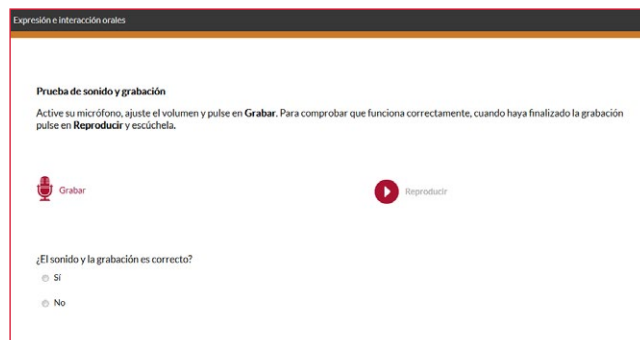 Expresión e interacción orales
Prueba de sonido y grabación
Active su micrófono, ajuste el volumen y pulse en Grabar. Para comprobar que funciona correctamente, cuando haya finalizado la grabación
pulse en Reproducir y escúchela.
Grabar
Reproducir
¿El sonido y la grabación es correcto?
Sí
No